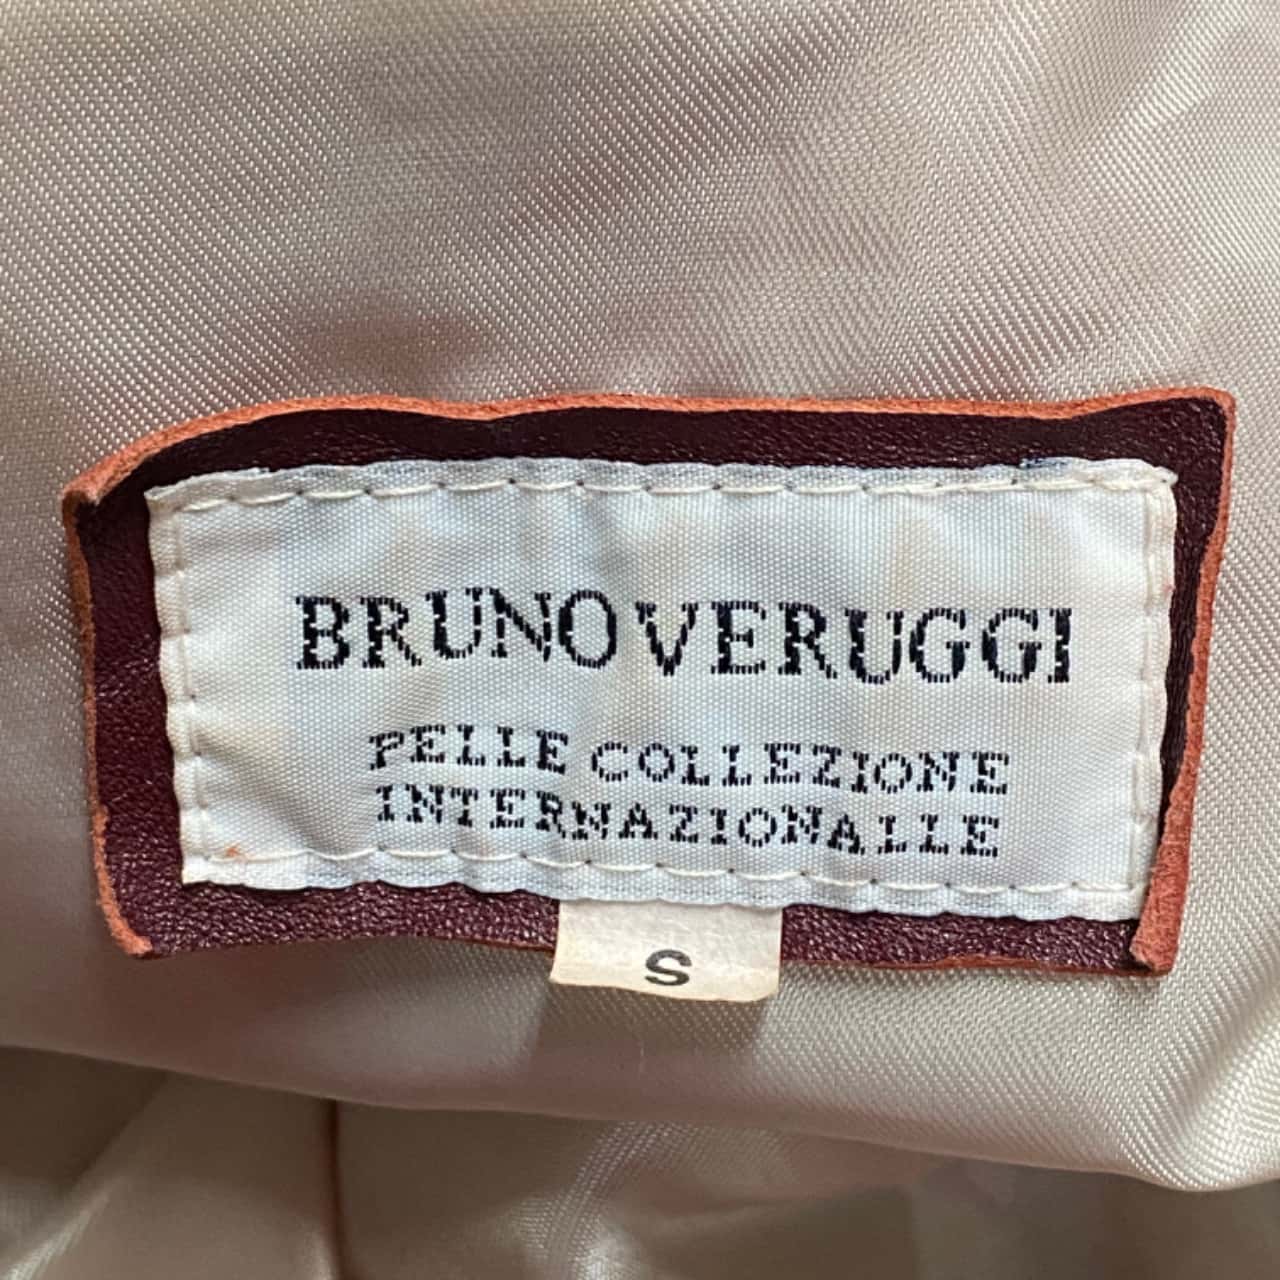 BRUNO VERUGGI
PELLE COLLEZIONE
INTERNAZIONALLE
S